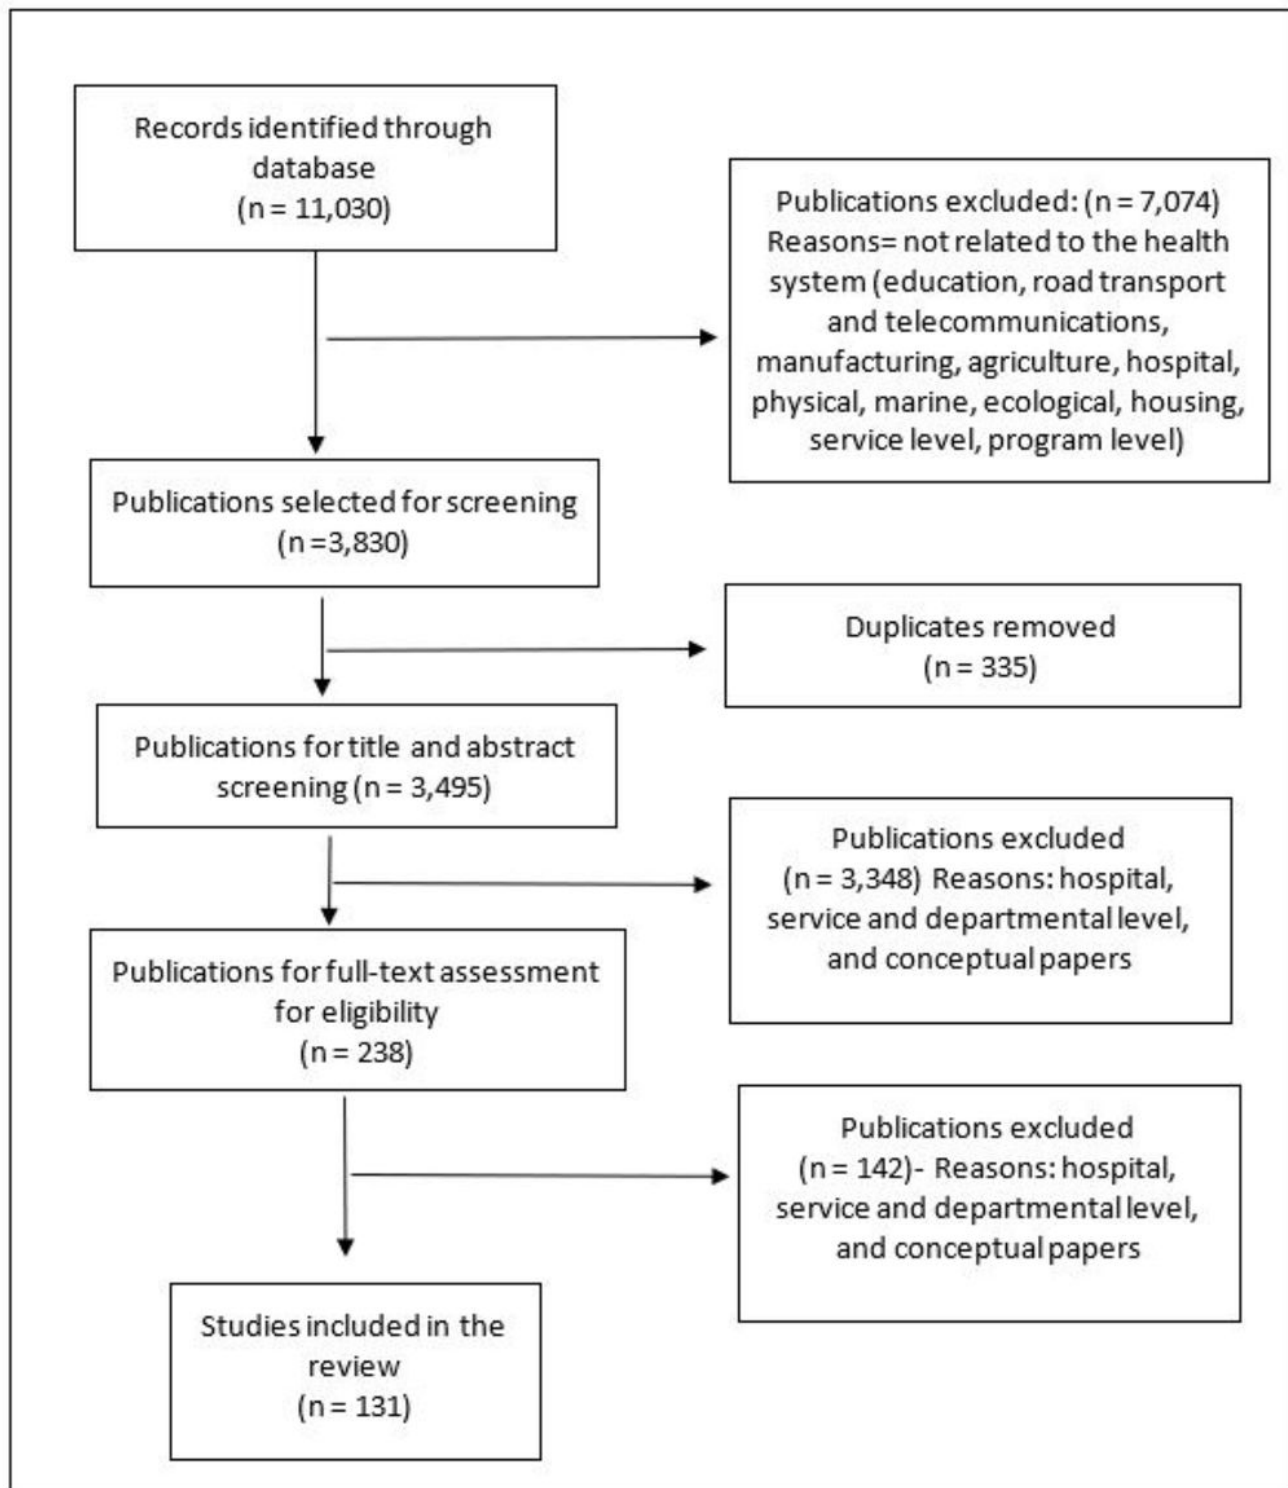 Records identified through
database
(n = 11,030)
Publications excluded: (n = 7,074)
Reasons= not related to the health
system (education, road transport
and telecommunications,
manufacturing, agriculture, hospital,
physical, marine, ecological, housing,
service level, program level)
Publications selected for screening
(n =3,830)
Duplicates removed
(n = 335)
Publications for title and abstract
screening (n = 3,495)
Publications excluded
(n = 3,348) Reasons: hospital,
service and departmental level,
and conceptual papers
Publications for full-text assessment
for eligibility
(n = 238)
Publications excluded
(n = 142)- Reasons: hospital,
service and departmental level,
and conceptual papers
Studies included in the
review
(n = 131)